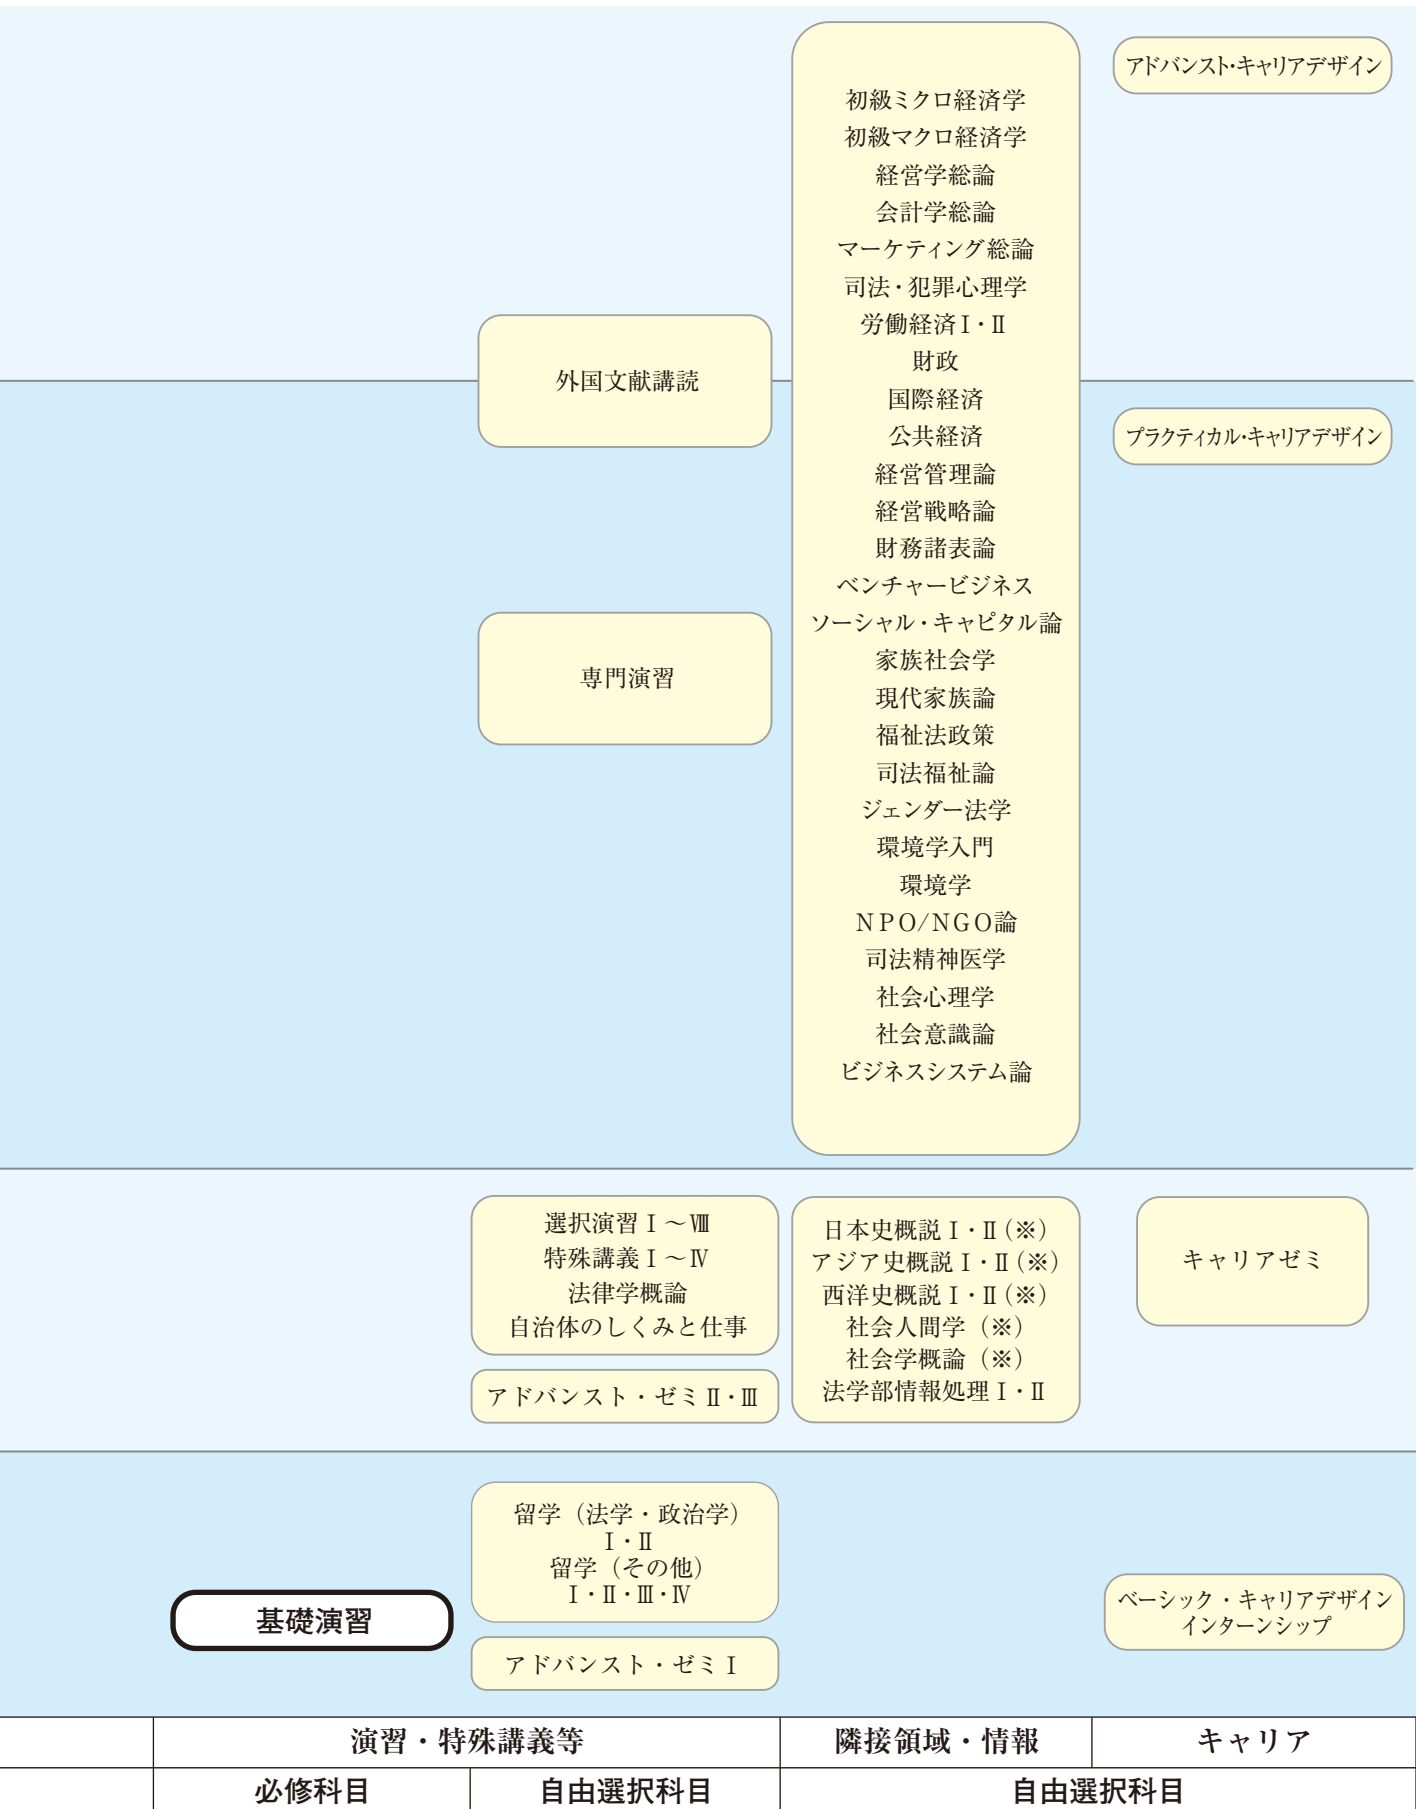 アドバンスト・キャリアデザイン
初級ミクロ経済学
初級マクロ経済学
経営学総論
会計学総論
マーケティング総論
司法・犯罪心理学
労働経済Ⅰ・Ⅱ
財政
国際経済
公共経済
経営管理論
経営戦略論
財務諸表論
ベンチャービジネス
ソーシャル・キャピタル論
家族社会学
現代家族論
福祉法政策
司法福祉論
ジェンダー法学
環境学入門
環境学
NPO/NGO論
司法精神医学
社会心理学
社会意識論
ビジネスシステム論
外国文献講読
プラクティカル・キャリアデザイン
専門演習
選択演習Ⅰ～Ⅷ
特殊講義Ⅰ～Ⅳ
法律学概論
自治体のしくみと仕事
アドバンスト・ゼミⅡ・Ⅲ
日本史概説Ⅰ・Ⅱ(※)
アジア史概説Ⅰ・Ⅱ(※)
西洋史概説Ⅰ・Ⅱ(※)
社会人間学（※）
社会学概論（※）
法学部情報処理Ⅰ・Ⅱ
キャリアゼミ
基礎演習
留学（法学・政治学）
Ⅰ・Ⅱ
留学（その他）
Ⅰ・Ⅱ・Ⅲ・Ⅳ
アドバンスト・ゼミⅠ
ベーシック・キャリアデザイン
インターンシップ
演習・特殊講義等
隣接領域・情報
キャリア
必修科目
自由選択科目
自由選択科目